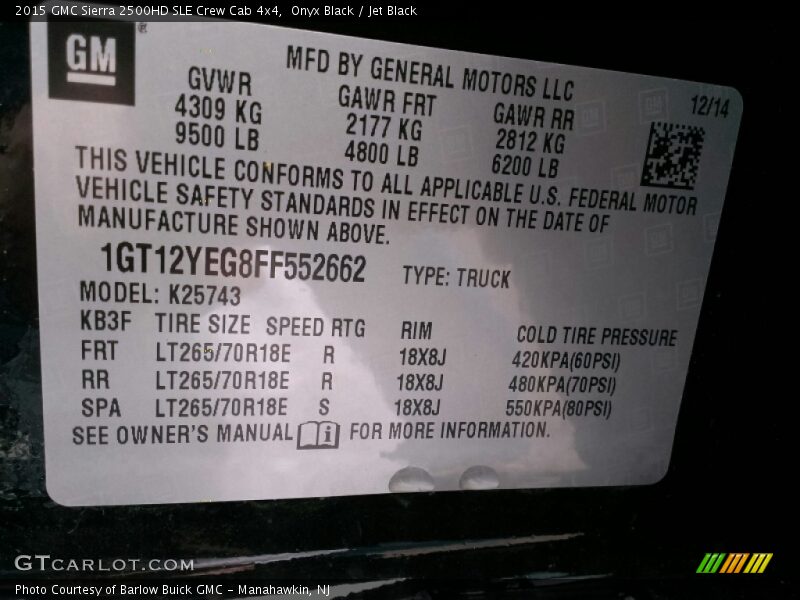 2015 GMC Sierra 2500HD SLE Crew Cab 4x4, Onyx Black / Jet Black
GM
MFD BY GENERAL MOTORS LLC
12/14
GVWR GAWR FRT GAWR RR
4309 KG 2177 KG 2812 KG
9500 LB 4800 LB 6200 LB
THIS VEHICLE CONFORMS TO ALL APPLICABLE U.S. FEDERAL MOTOR
VEHICLE SAFETY STANDARDS IN EFFECT ON THE DATE OF
MANUFACTURE SHOWN ABOVE.
1GT12YEG8FF552662 TYPE: TRUCK
MODEL: K25743
KB3F TIRE SIZE SPEED RTG RIM COLD TIRE PRESSURE
FRT LT265/70R18E R 18X8J 420KPA(60PSI)
RR LT265/70R18E R 18X8J 480KPA(70PSI)
SPA LT265/70R18E S 18X8J 550KPA(80PSI)
SEE OWNER'S MANUAL i FOR MORE INFORMATION.
GTCARLOT.COM
Photo Courtesy of Barlow Buick GMC - Manahawkin, NJ